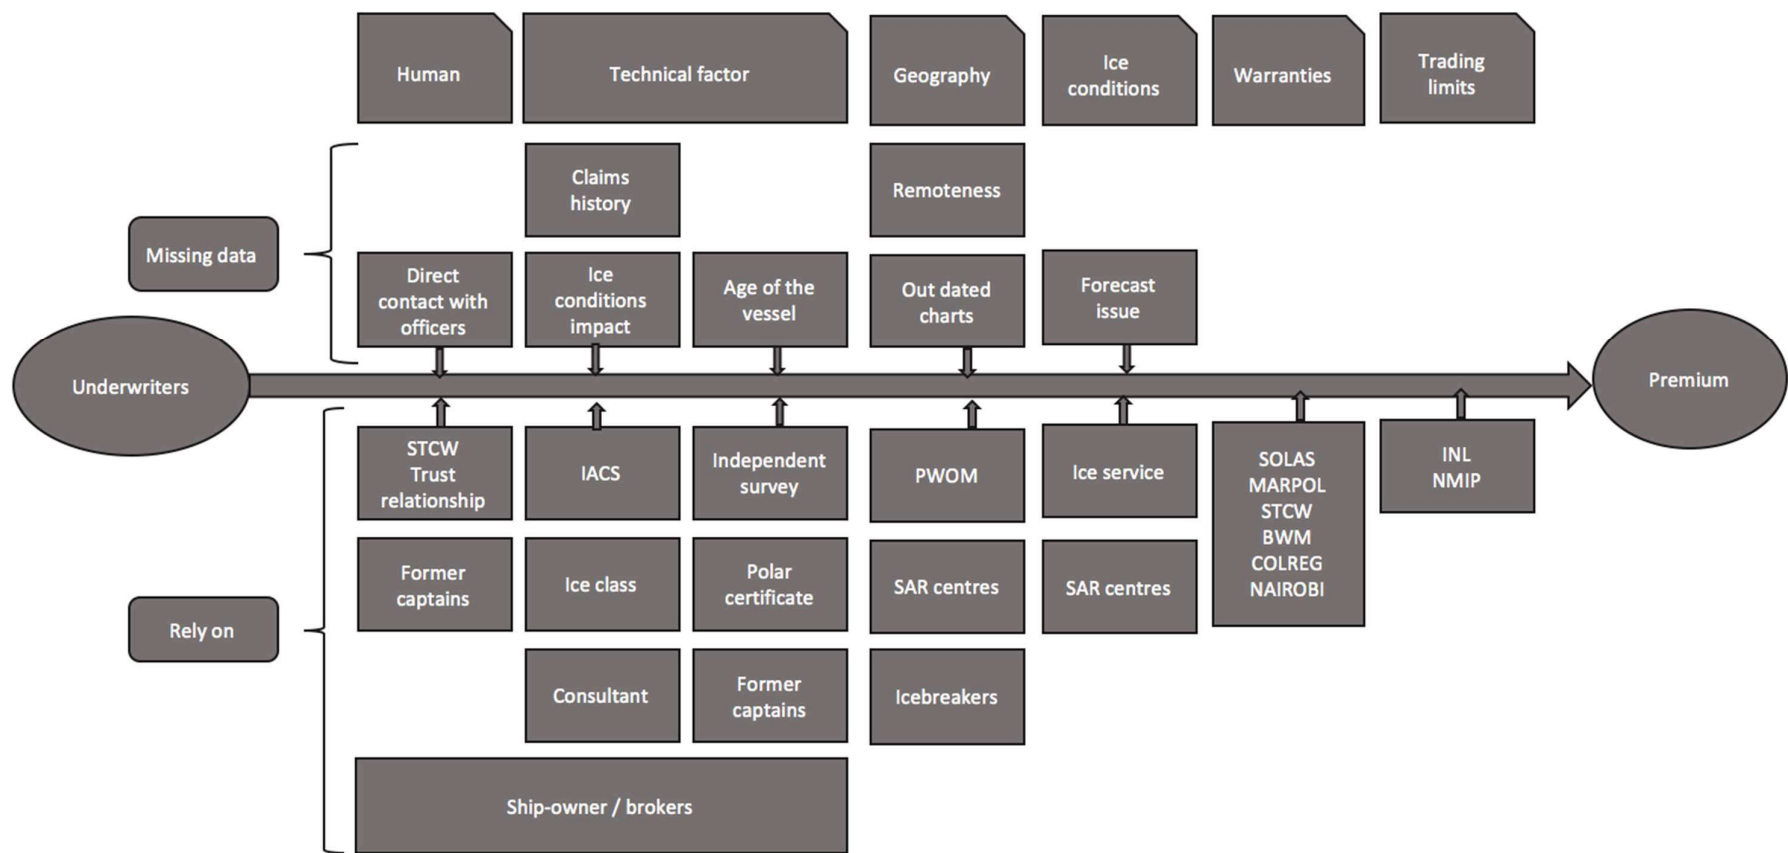 Human
Technical factor
Geography
Ice
conditions
Warranties
Trading
limits
Missing data
Claims
history
Remoteness
Direct
contact with
officers
Ice
conditions
impact
Age of the
vessel
Out dated
charts
Forecast
issue
Underwriters
Premium
Rely on
STCW
Trust
relationship
IACS
Independent
survey
PWOM
Ice service
SOLAS
MARPOL
STCW
BWM
COLREG
NAIROBI
INL
NMIP
Former
captains
Ice class
Polar
certificate
SAR centres
SAR centres
Consultant
Former
captains
Icebreakers
Ship-owner / brokers